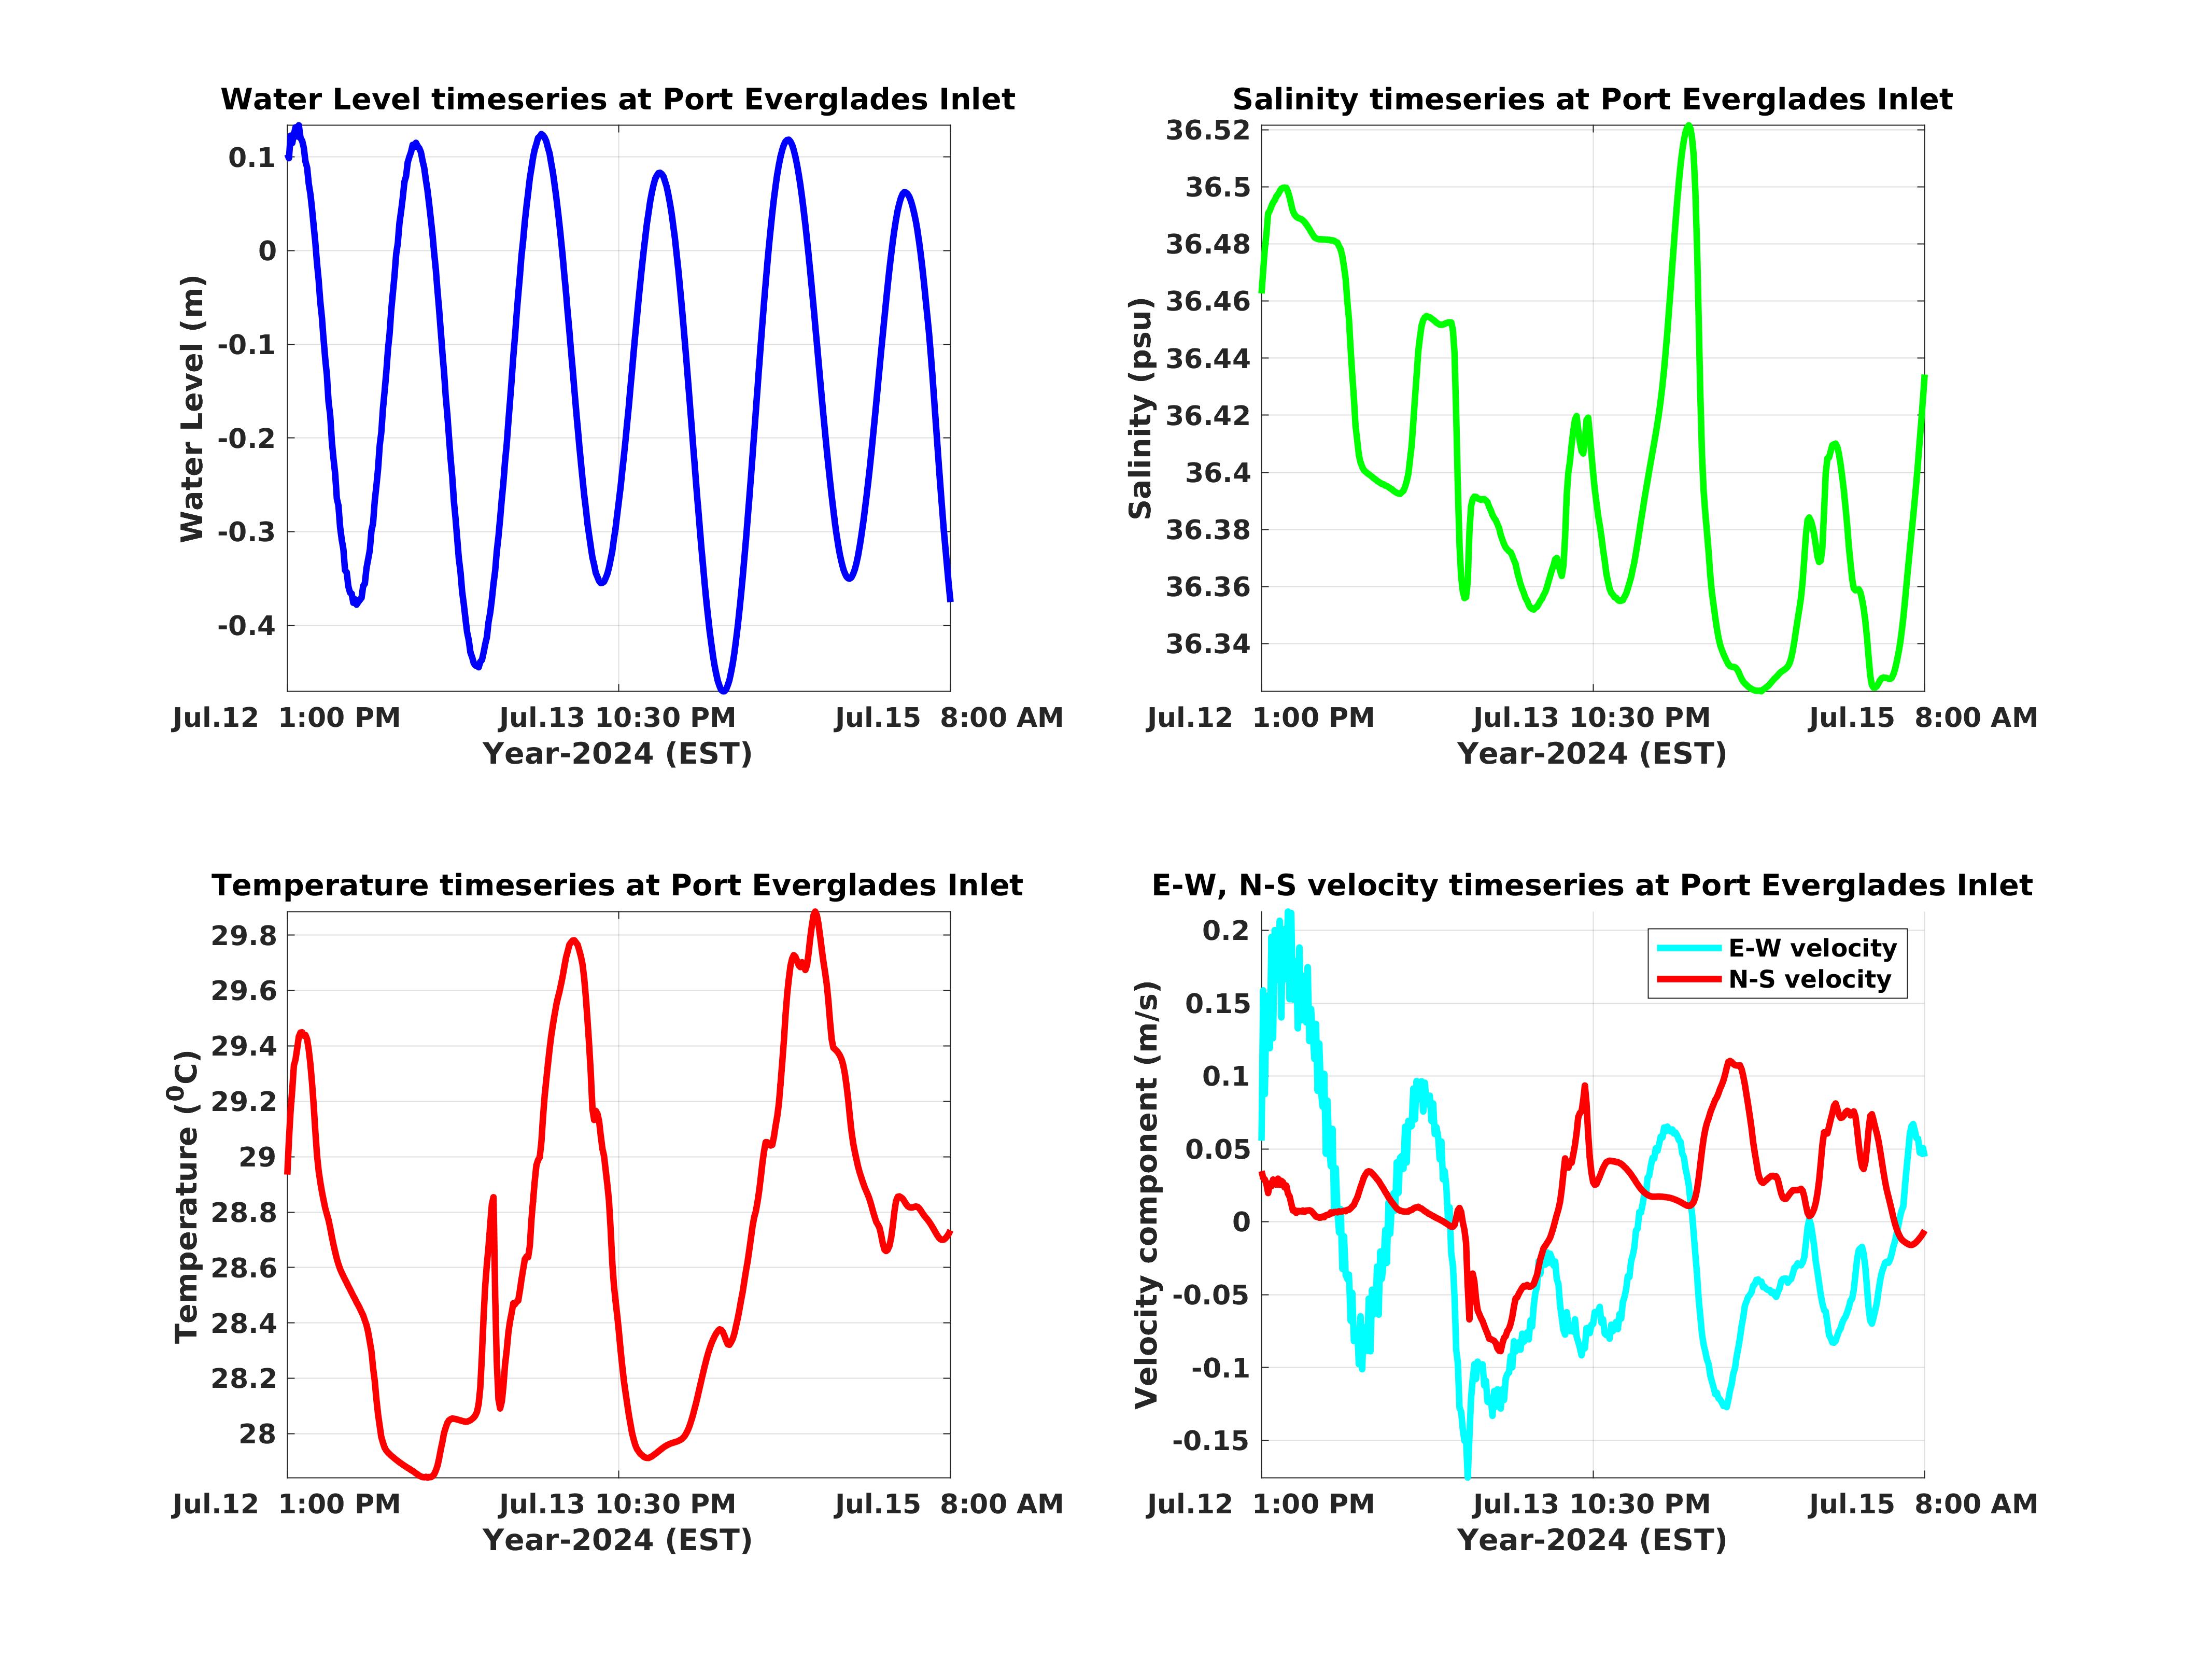 Water Level timeseries at Port Everglades Inlet
0.1
0
-0.1
-0.2
-0.3
-0.4
Water Level (m)
Jul.12  1:00 PM
Jul.13 10:30 PM
Jul.15  8:00 AM
Year-2024 (EST)
Salinity timeseries at Port Everglades Inlet
36.52
36.5
36.48
36.46
36.44
36.42
36.4
36.38
36.36
36.34
Salinity (psu)
Jul.12  1:00 PM
Jul.13 10:30 PM
Jul.15  8:00 AM
Year-2024 (EST)
Temperature timeseries at Port Everglades Inlet
29.8
29.6
29.4
29.2
29
28.8
28.6
28.4
28.2
28
Temperature (⁰C)
Jul.12  1:00 PM
Jul.13 10:30 PM
Jul.15  8:00 AM
Year-2024 (EST)
E-W, N-S velocity timeseries at Port Everglades Inlet
0.2
0.15
0.1
0.05
0
-0.05
-0.1
-0.15
Velocity component (m/s)
E-W velocity
N-S velocity
Jul.12  1:00 PM
Jul.13 10:30 PM
Jul.15  8:00 AM
Year-2024 (EST)